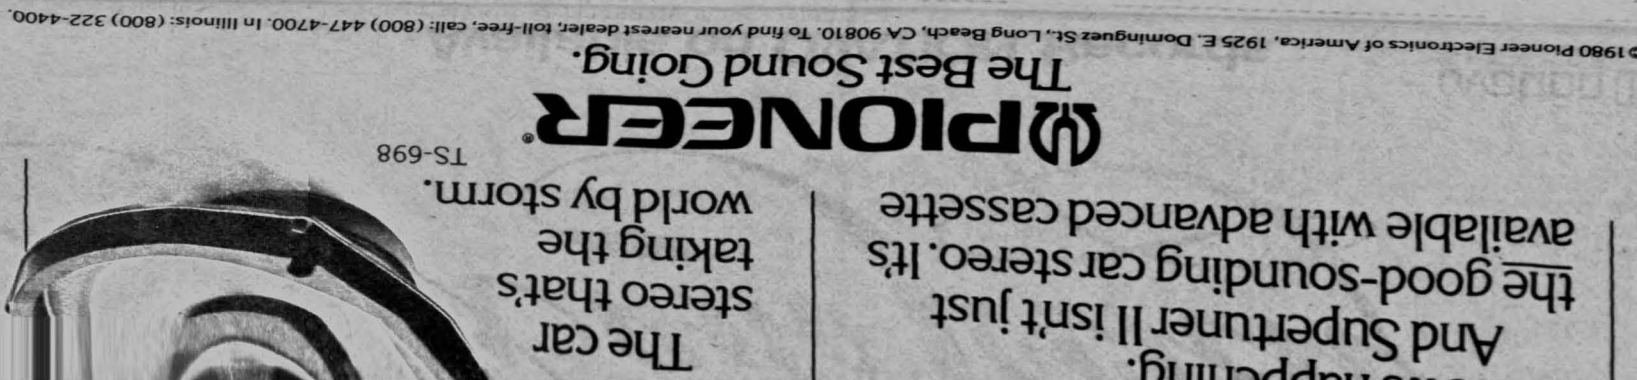 happening.
And Supertuner II isn't just
the good-sounding car stereo. It's
available with advanced cassette
The car
stereo that's
taking the
world by storm.
TS-698
PIONEER®
The Best Sound Going.
© 1980 Pioneer Electronics of America, 1925 E. Dominguez St., Long Beach, CA 90810. To find your nearest dealer, toll-free, call: (800) 447-4700. In Illinois: (800) 322-4400.